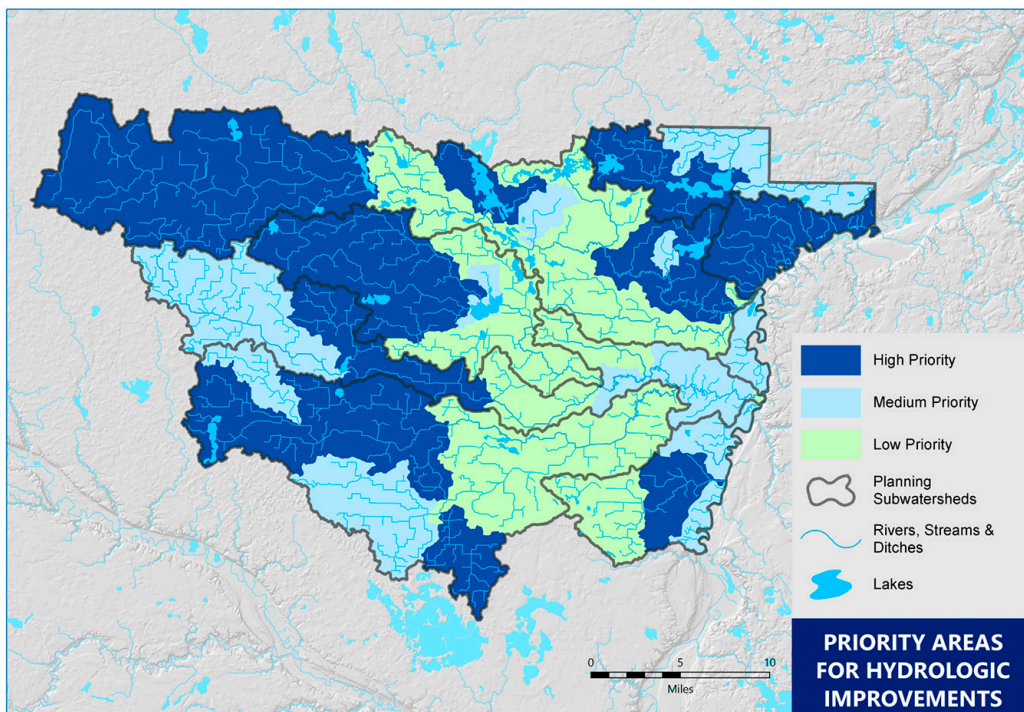 High Priority
Medium Priority
Low Priority
Planning
Subwatersheds
Rivers, Streams &
Ditches
Lakes
0 5 10
Miles
PRIORITY AREAS
FOR HYDROLOGIC
IMPROVEMENTS